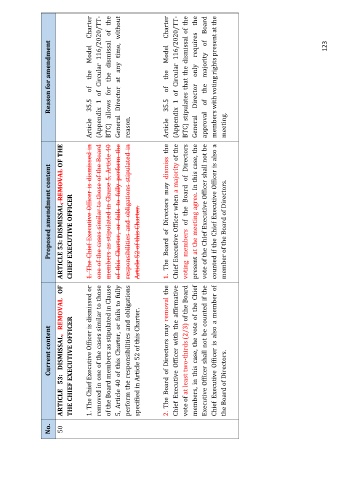 No.
Current content
Proposed amendment content
Reason for amendment
50
ARTICLE 53: DISMISSAL, REMOVAL OF
THE CHIEF EXECUTIVE OFFICER
1. The Chief Executive Officer is dismissed or
removed in one of the cases similar to those
of the Board members as stipulated in Clause
5, Article 40 of this Charter, or fails to fully
perform the responsibilities and obligations
specified in Article 52 of this Charter.
2. The Board of Directors may removal the
Chief Executive Officer with the affirmative
vote of at least two-thirds (2/3) of the Board
members, in this case, the vote of the Chief
Executive Officer shall not be counted if the
Chief Executive Officer is also a member of
the Board of Directors.
ARTICLE 53: DISMISSAL, REMOVAL OF THE
CHIEF EXECUTIVE OFFICER
1. The Chief Executive Officer is dismissed in
one of the cases similar to those of the Board
members as stipulated in Clause 5, Article 40
of this Charter, or fails to fully perform the
responsibilities and obligations stipulated in
Article 52 of this Charter.
1. The Board of Directors may dismiss the
Chief Executive Officer when a majority of the
voting members of the Board of Directors
present at the meeting agree. In this case, the
vote of the Chief Executive Officer shall not be
counted if the Chief Executive Officer is also a
member of the Board of Directors.
Article 35.5 of the Model Charter
(Appendix 1 of Circular 116/2020/TT-
BTC) allows for the dismissal of the
General Director at any time, without
reason.
Article 35.5 of the Model Charter
(Appendix 1 of Circular 116/2020/TT-
BTC) stipulates that the dismissal of the
General Director only requires the
approval of the majority of Board
members with voting rights present at the
meeting.
123